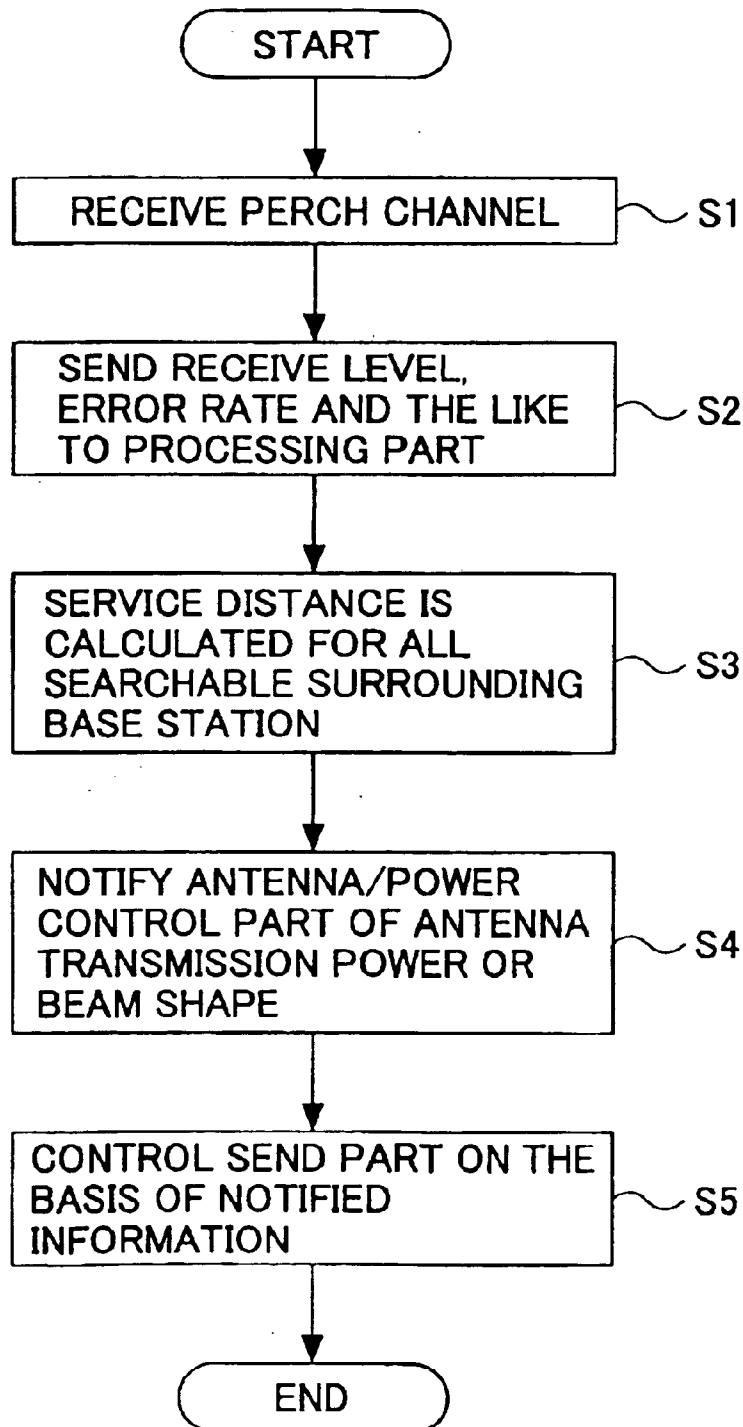 START
RECEIVE PERCH CHANNEL
S1
SEND RECEIVE LEVEL,
ERROR RATE AND THE LIKE
TO PROCESSING PART
S2
SERVICE DISTANCE IS
CALCULATED FOR ALL
SEARCHABLE SURROUNDING
BASE STATION
S3
NOTIFY ANTENNA/POWER
CONTROL PART OF ANTENNA
TRANSMISSION POWER OR
BEAM SHAPE
S4
CONTROL SEND PART ON THE
BASIS OF NOTIFIED
INFORMATION
S5
END